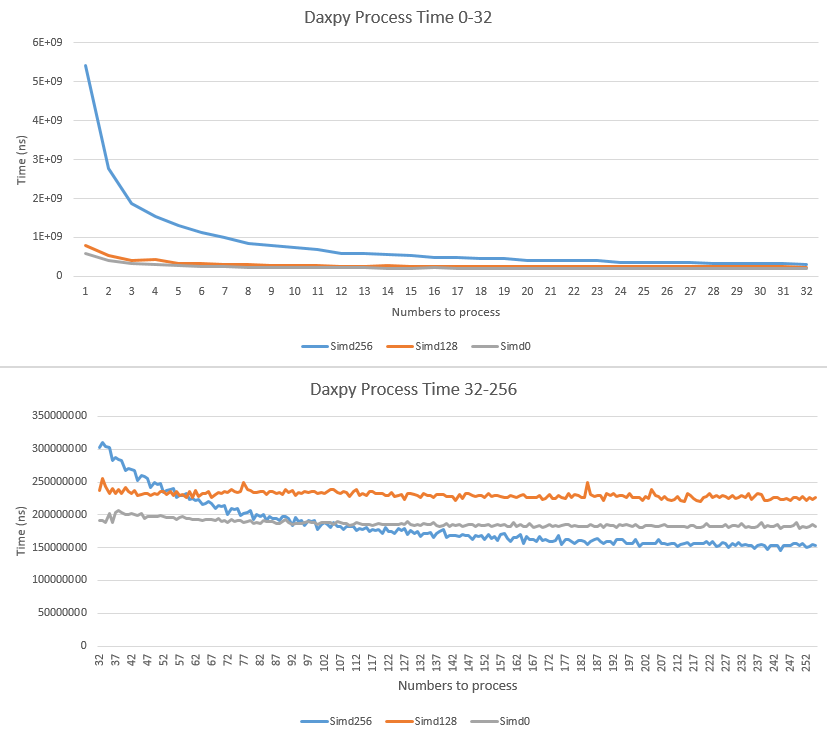 Daxpy Process Time 0-32
6E+09
5E+09
4E+09
3E+09
2E+09
1E+09
0
Time (ns)
1 2 3 4 5 6 7 8 9 10 11 12 13 14 15 16 17 18 19 20 21 22 23 24 25 26 27 28 29 30 31 32
Numbers to process
Simd256 Simd128 Simd0
Daxpy Process Time 32-256
350000000
300000000
250000000
200000000
150000000
100000000
50000000
0
Time (ns)
32 37 42 47 52 57 62 67 72 77 82 87 92 97 102 107 112 117 122 127 132 137 142 147 152 157 162 167 172 177 182 187 192 197 202 207 212 217 222 227 232 237 242 247 252
Numbers to process
Simd256 Simd128 Simd0